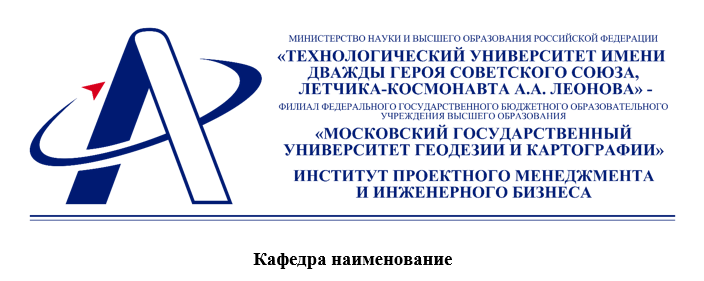 МИНИСТЕРСТВО НАУКИ И ВЫСШЕГО ОБРАЗОВАНИЯ РОССИЙСКОЙ ФЕДЕРАЦИИ
«ТЕХНОЛОГИЧЕСКИЙ УНИВЕРСИТЕТ ИМЕНИ
ДВАЖДЫ ГЕРОЯ СОВЕТСКОГО СОЮЗА,
ЛЕТЧИКА-КОСМОНАВТА А.А. ЛЕОНОВА» -
ФИЛИАЛ ФЕДЕРАЛЬНОГО ГОСУДАРСТВЕННОГО БЮДЖЕТНОГО ОБРАЗОВАТЕЛЬНОГО
УЧРЕЖДЕНИЯ ВЫСШЕГО ОБРАЗОВАНИЯ
«МОСКОВСКИЙ ГОСУДАРСТВЕННЫЙ
УНИВЕРСИТЕТ ГЕОДЕЗИИ И КАРТОГРАФИИ»
ИНСТИТУТ ПРОЕКТНОГО МЕНЕДЖМЕНТА
И ИНЖЕНЕРНОГО БИЗНЕСА
Кафедра наименование